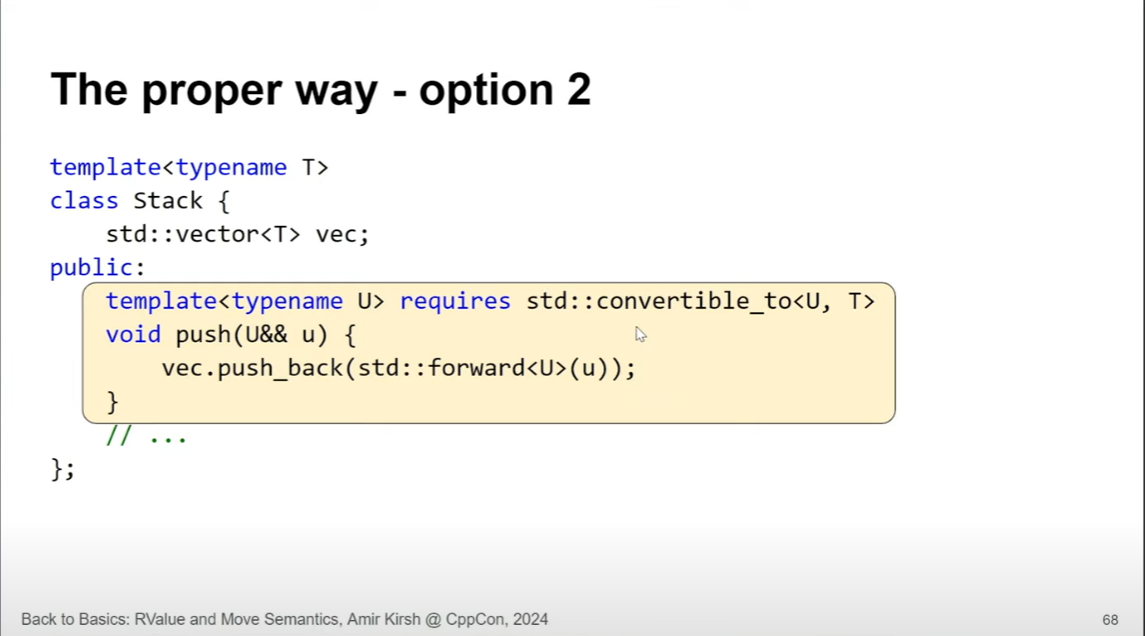 The proper way - option 2
template<typename T>
class Stack {
    std::vector<T> vec;
public:
    template<typename U> requires std::convertible_to<U, T>
    void push(U&& u) {
        vec.push_back(std::forward<U>(u));
    }
    // ...
};
Back to Basics: RValue and Move Semantics, Amir Kirsh @ CppCon, 2024
68